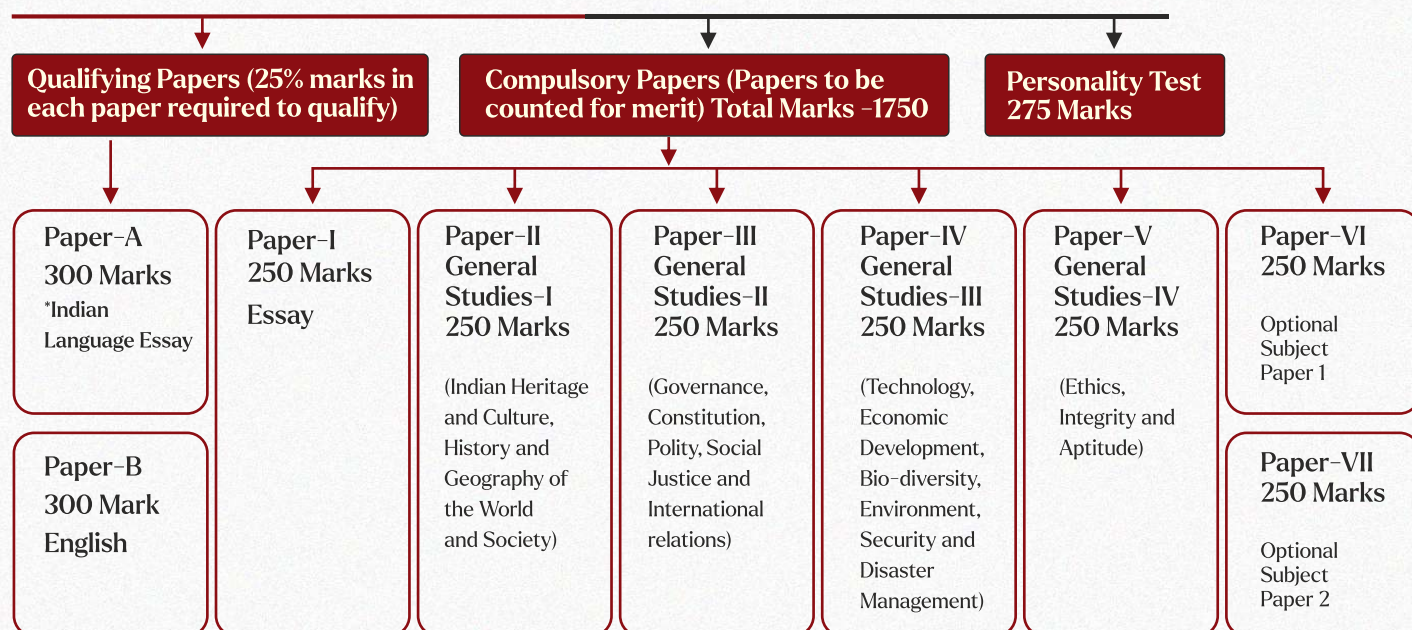 Qualifying Papers (25% marks in
each paper required to qualify)
Compulsory Papers (Papers to be
counted for merit) Total Marks -1750
Personality Test
275 Marks
Paper-A
300 Marks
*Indian
Language Essay
Paper-B
300 Mark
English
Paper-I
250 Marks
Essay
Paper-II
General
Studies-I
250 Marks
(Indian Heritage
and Culture,
History and
Geography of
the World
and Society)
Paper-III
General
Studies-II
250 Marks
(Governance,
Constitution,
Polity, Social
Justice and
International
relations)
Paper-IV
General
Studies-III
250 Marks
(Technology,
Economic
Development,
Bio-diversity,
Environment,
Security and
Disaster
Management)
Paper-V
General
Studies-IV
250 Marks
(Ethics,
Integrity and
Aptitude)
Paper-VI
250 Marks
Optional
Subject
Paper 1
Paper-VII
250 Marks
Optional
Subject
Paper 2